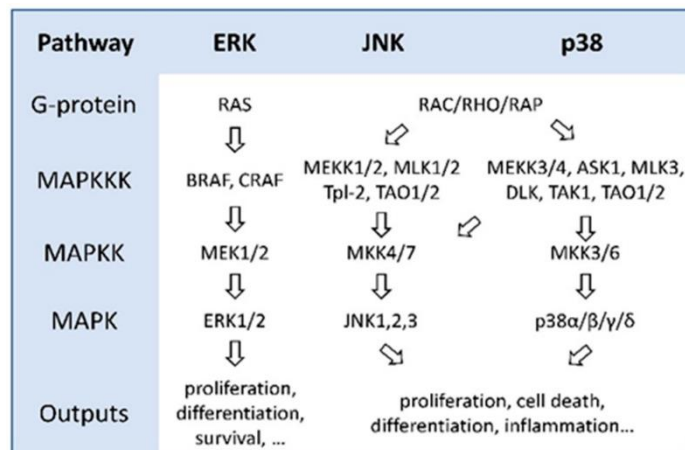 Pathway ERK JNK p38
G-protein RAS RAC/RHO/RAP
MAPKKK BRAF, CRAF
MEKK1/2, MLK1/2
Tpl-2, TAO1/2
MEKK3/4, ASK1, MLK3,
DLK, TAK1, TAO1/2
MAPKK MEK1/2 MKK4/7 MKK3/6
MAPK ERK1/2 JNK1,2,3 p38α/β/γ/δ
Outputs
proliferation,
differentiation,
survival, ...
proliferation, cell death,
differentiation, inflammation...